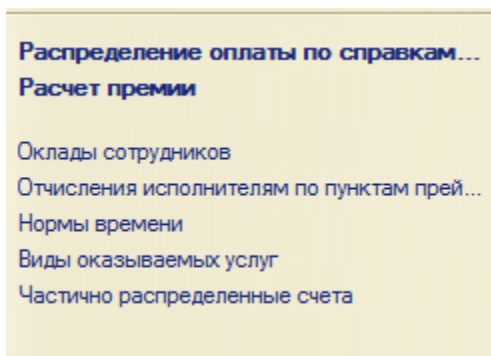 Распределение оплаты по справкам...
Расчет премии
Оклады сотрудников
Отчисления исполнителям по пунктам прей...
Нормы времени
Виды оказываемых услуг
Частично распределенные счета